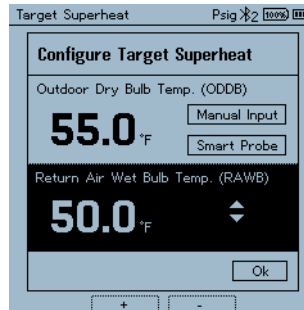 Target Superheat Psig 2 100%
Configure Target Superheat
Outdoor Dry Bulb Temp. (ODDB)
55.0 °F
Manual Input
Smart Probe
Return Air Wet Bulb Temp. (RAWB)
50.0 °F
Ok
+ -